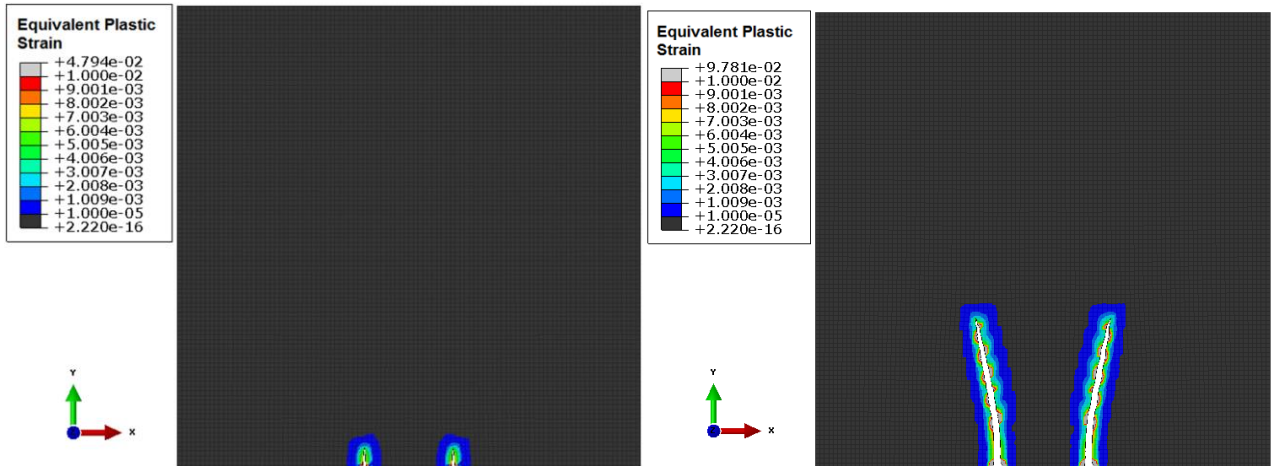 Equivalent Plastic
Strain
+4.794e-02
+1.000e-02
+9.001e-03
+8.002e-03
+7.003e-03
+6.004e-03
+5.005e-03
+4.006e-03
+3.007e-03
+2.008e-03
+1.009e-03
+1.000e-05
+2.220e-16
Y
X
Equivalent Plastic
Strain
+9.781e-02
+1.000e-02
+9.001e-03
+8.002e-03
+7.003e-03
+6.004e-03
+5.005e-03
+4.006e-03
+3.007e-03
+2.008e-03
+1.009e-03
+1.000e-05
+2.220e-16
Y
X